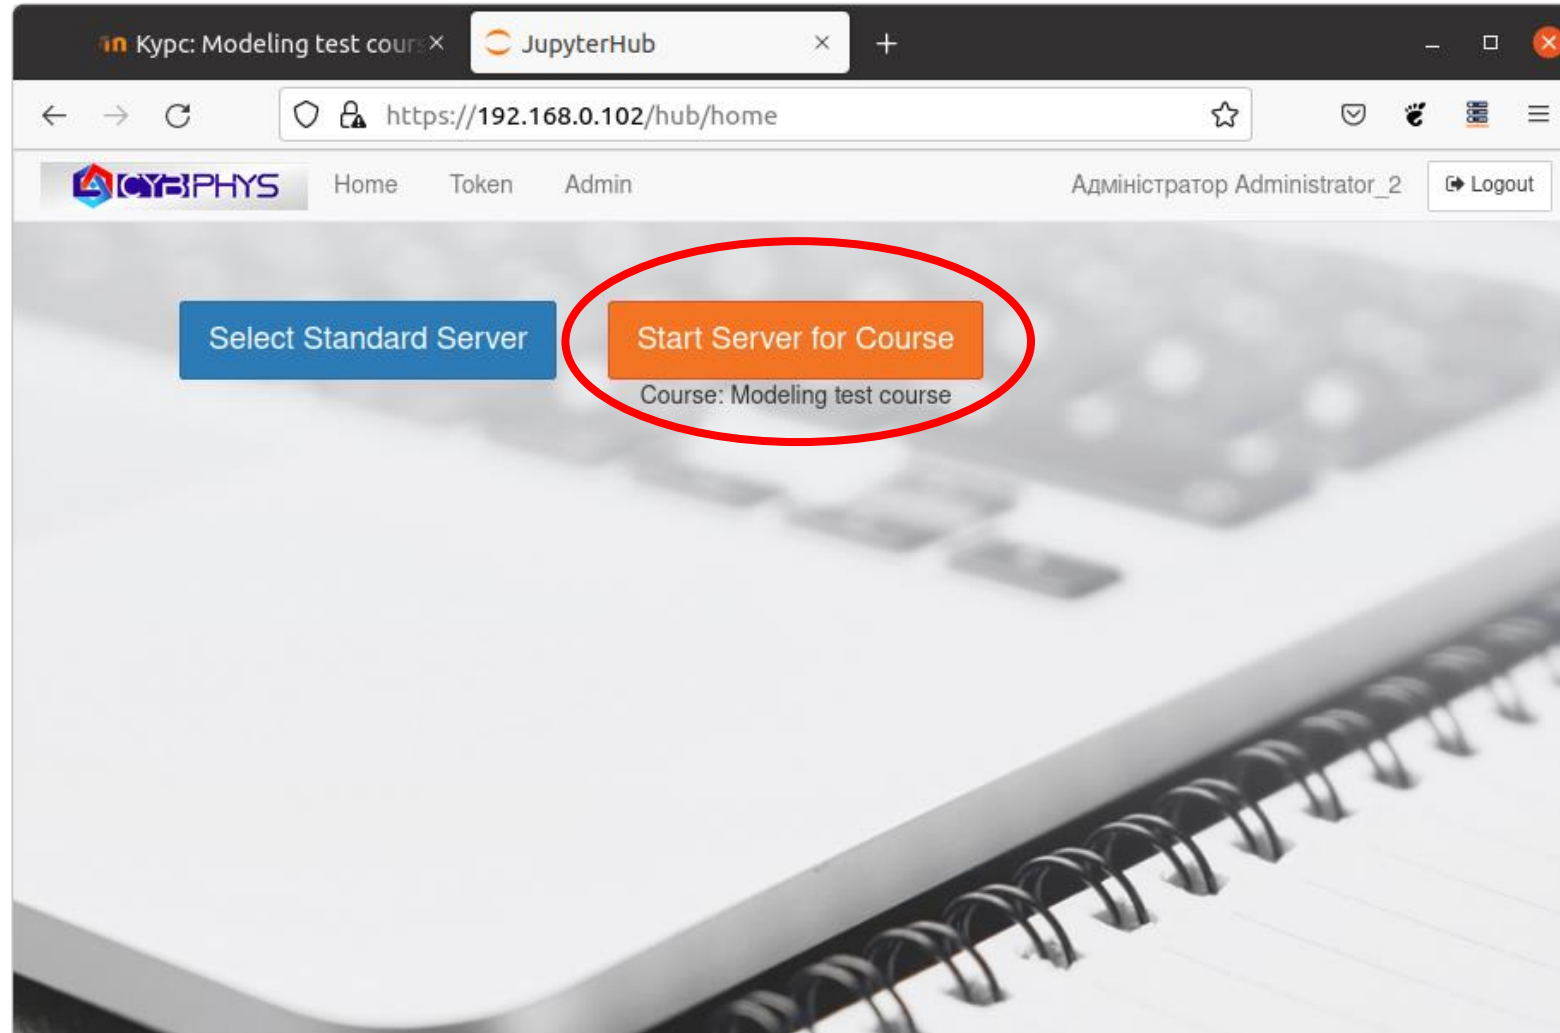 Курс: Modeling test cours
JupyterHub
https://192.168.0.102/hub/home
CYBPHYS
Home
Token
Admin
Адміністратор Administrator_2
Logout
Select Standard Server
Start Server for Course
Course: Modeling test course